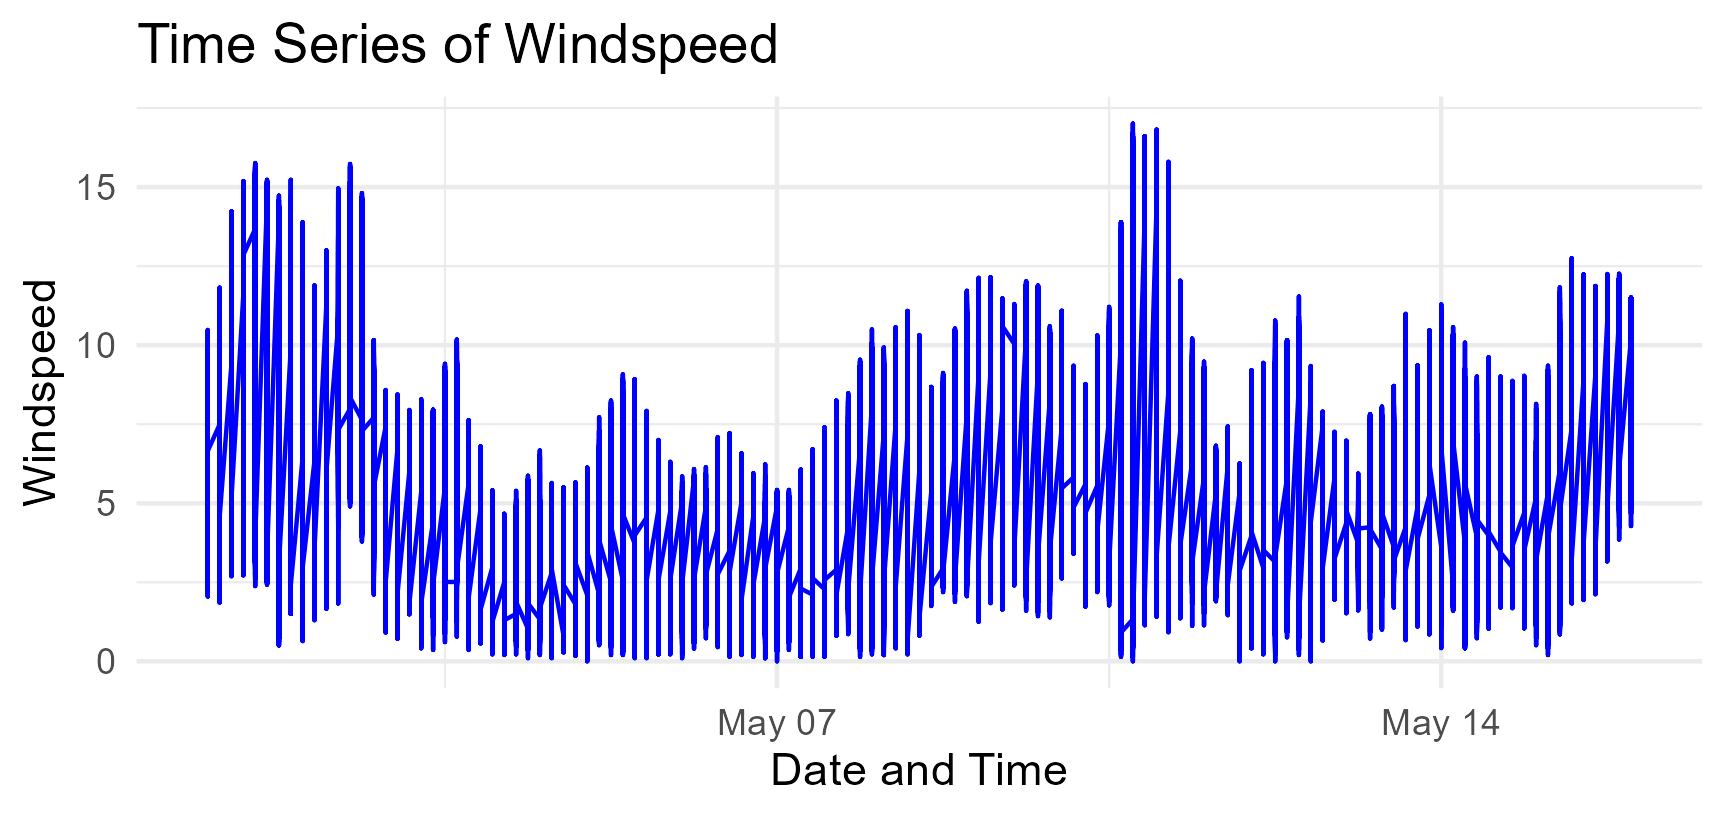 Time Series of Windspeed
Windspeed
15
10
5
0
May 07
May 14
Date and Time